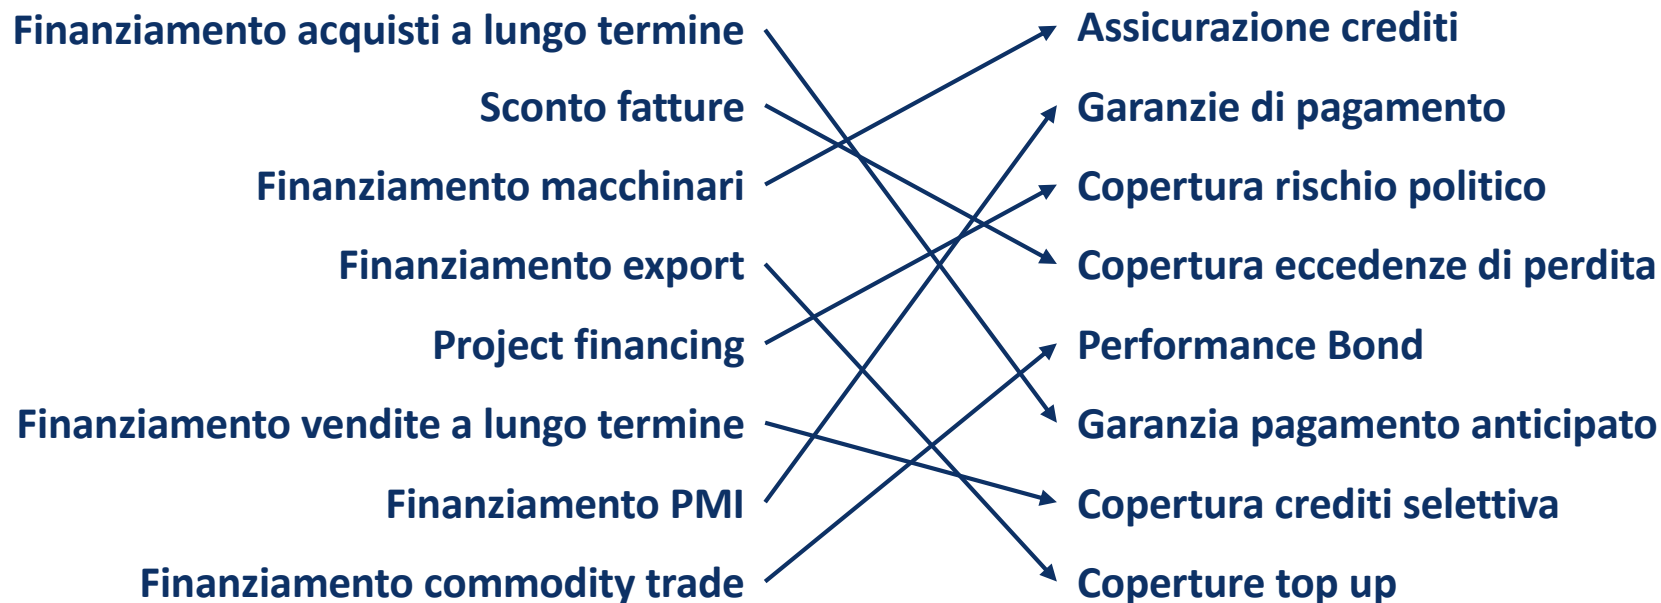 Finanziamento acquisti a lungo termine
Sconto fatture
Finanziamento macchinari
Finanziamento export
Project financing
Finanziamento vendite a lungo termine
Finanziamento PMI
Finanziamento commodity trade
Assicurazione crediti
Garanzie di pagamento
Copertura rischio politico
Copertura eccedenze di perdita
Performance Bond
Garanzia pagamento anticipato
Copertura crediti selettiva
Coperture top up